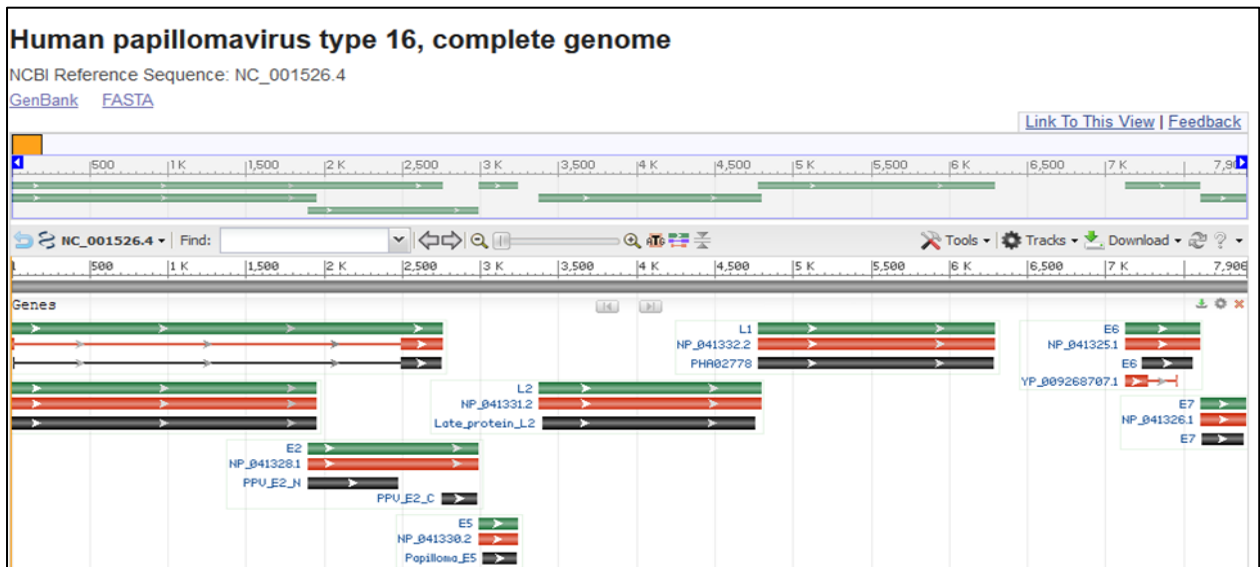 Human papillomavirus type 16, complete genome
NCBI Reference Sequence: NC_001526.4
GenBank FASTA
Link To This View | Feedback
500 1 K 1,500 2 K 2,500 3 K 3,500 4 K 4,500 5 K 5,500 6 K 6,500 7 K
NC_001526.4 Find: Tools Tracks Download ?
1 500 1 K 1,500 2 K 2,500 3 K 3,500 4 K 4,500 5 K 5,500 6 K 6,500 7 K 7,906
Genes
L1 E6
NP_041332.2 NP_041325.1
PHA02778 E6
YP_009268707.1
L2 E7
NP_041331.2 NP_041326.1
Late_protein_L2 E7
E2
NP_041328.1
PPV_E2_N
PPV_E2_C
E5
NP_041330.2
Papilloma_E5